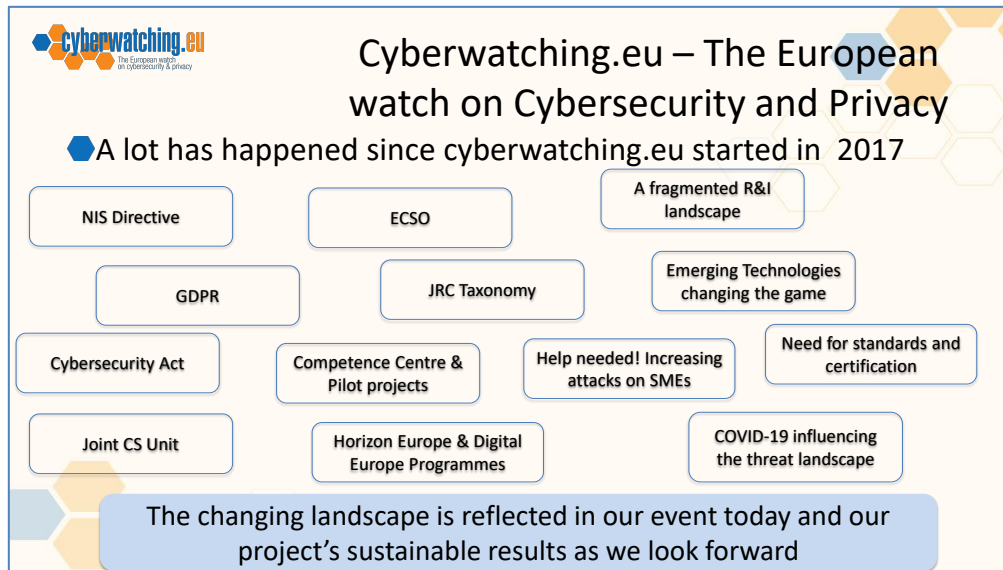 cyberwatching.eu
The European watch
on cybersecurity & privacy
Cyberwatching.eu – The European
watch on Cybersecurity and Privacy
A lot has happened since cyberwatching.eu started in 2017
NIS Directive
ECSO
A fragmented R&I
landscape
GDPR
JRC Taxonomy
Emerging Technologies
changing the game
Cybersecurity Act
Competence Centre &
Pilot projects
Help needed! Increasing
attacks on SMEs
Need for standards and
certification
Joint CS Unit
Horizon Europe & Digital
Europe Programmes
COVID-19 influencing
the threat landscape
The changing landscape is reflected in our event today and our
project's sustainable results as we look forward